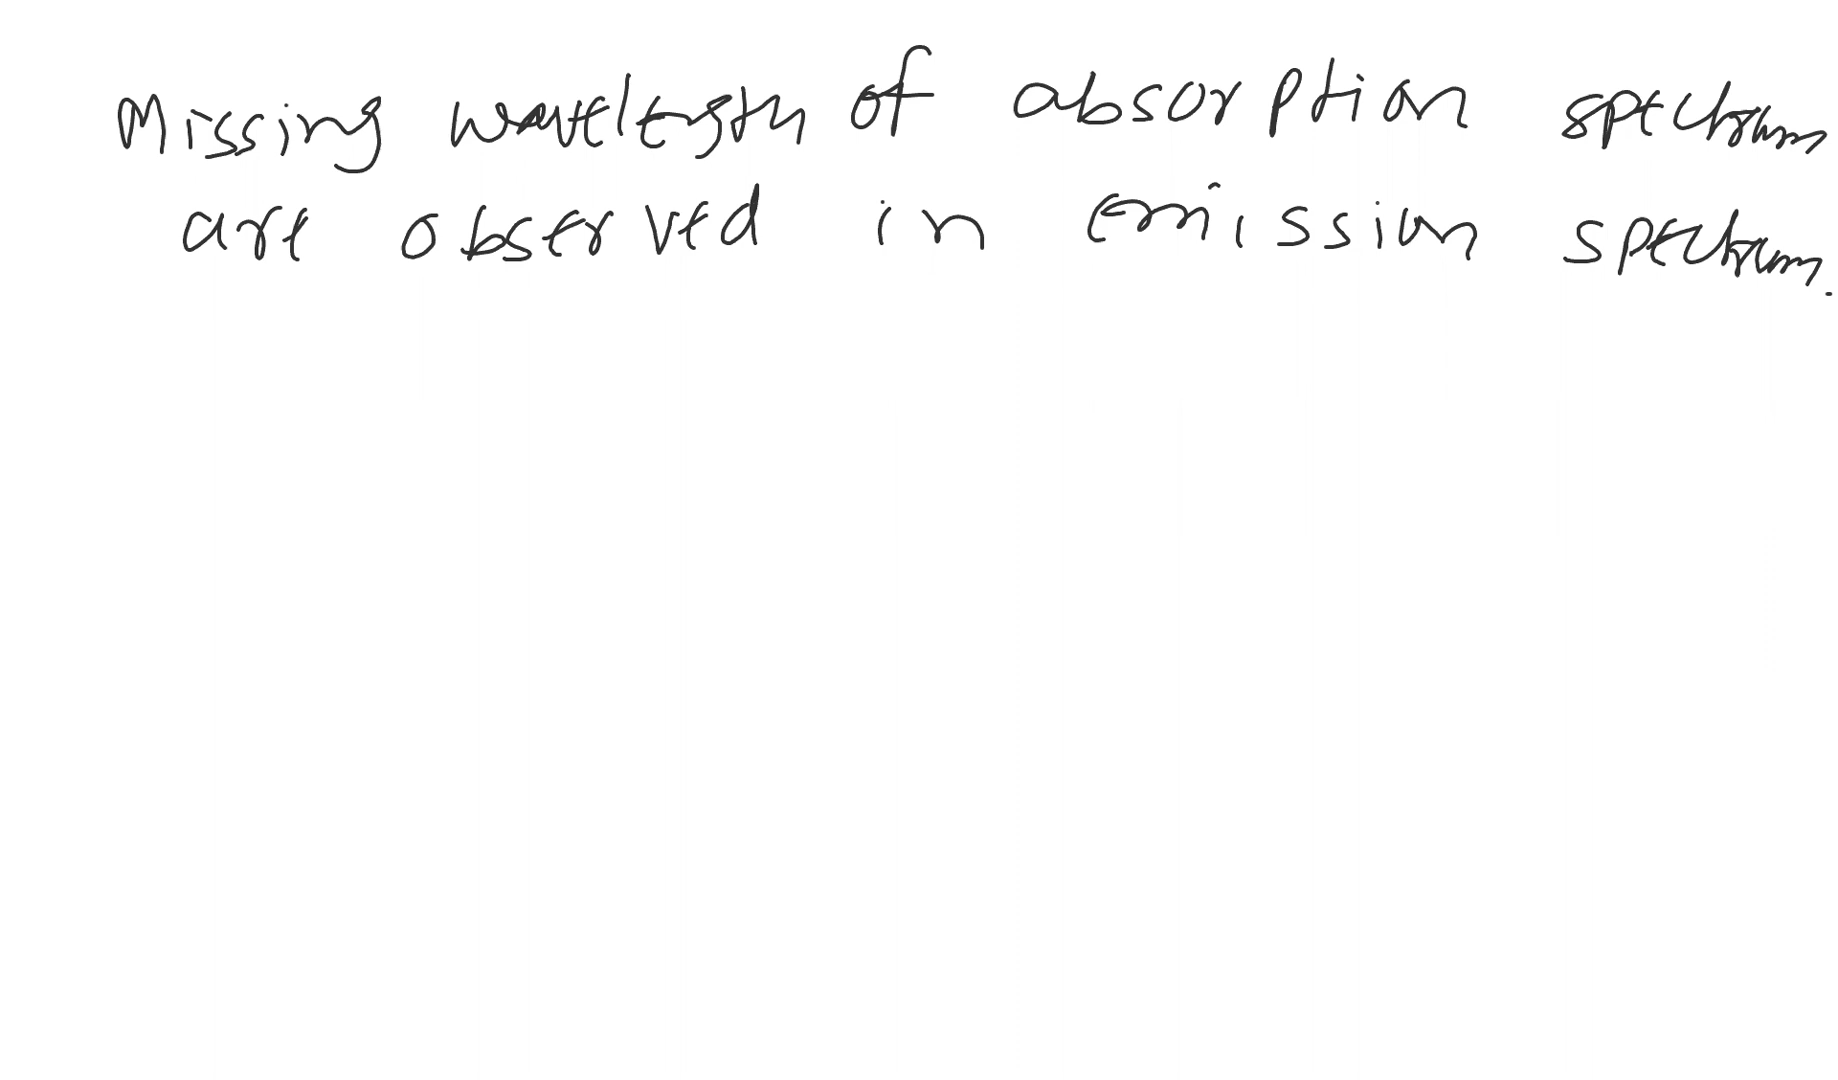 Missing wavelength of absorption spectrum
are observed in emission spectrum.